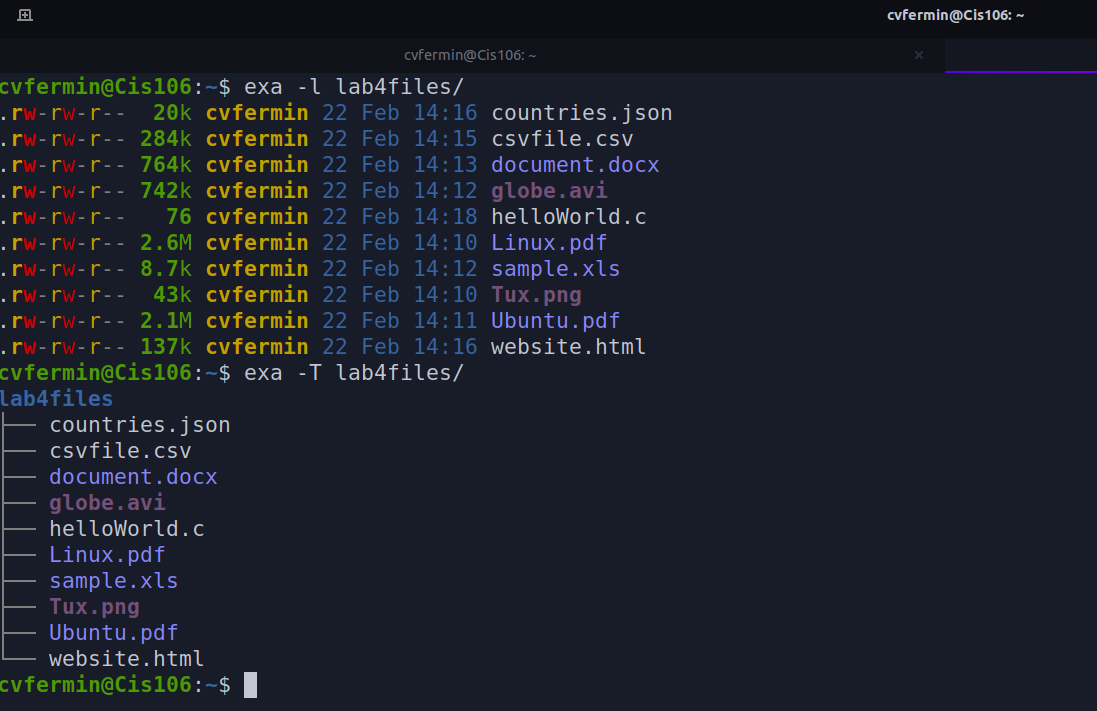 cvfermin@Cis106: ~
cvfermin@Cis106: ~ ×
cvfermin@Cis106:~$ exa -l lab4files/
.rw-rw-r-- 20k cvfermin 22 Feb 14:16 countries.json
.rw-rw-r-- 284k cvfermin 22 Feb 14:15 csvfile.csv
.rw-rw-r-- 764k cvfermin 22 Feb 14:13 document.docx
.rw-rw-r-- 742k cvfermin 22 Feb 14:12 globe.avi
.rw-rw-r-- 76 cvfermin 22 Feb 14:18 helloWorld.c
.rw-rw-r-- 2.6M cvfermin 22 Feb 14:10 Linux.pdf
.rw-rw-r-- 8.7k cvfermin 22 Feb 14:12 sample.xls
.rw-rw-r-- 43k cvfermin 22 Feb 14:10 Tux.png
.rw-rw-r-- 2.1M cvfermin 22 Feb 14:11 Ubuntu.pdf
.rw-rw-r-- 137k cvfermin 22 Feb 14:16 website.html
cvfermin@Cis106:~$ exa -T lab4files/
lab4files
├── countries.json
├── csvfile.csv
├── document.docx
├── globe.avi
├── helloWorld.c
├── Linux.pdf
├── sample.xls
├── Tux.png
├── Ubuntu.pdf
└── website.html
cvfermin@Cis106:~$